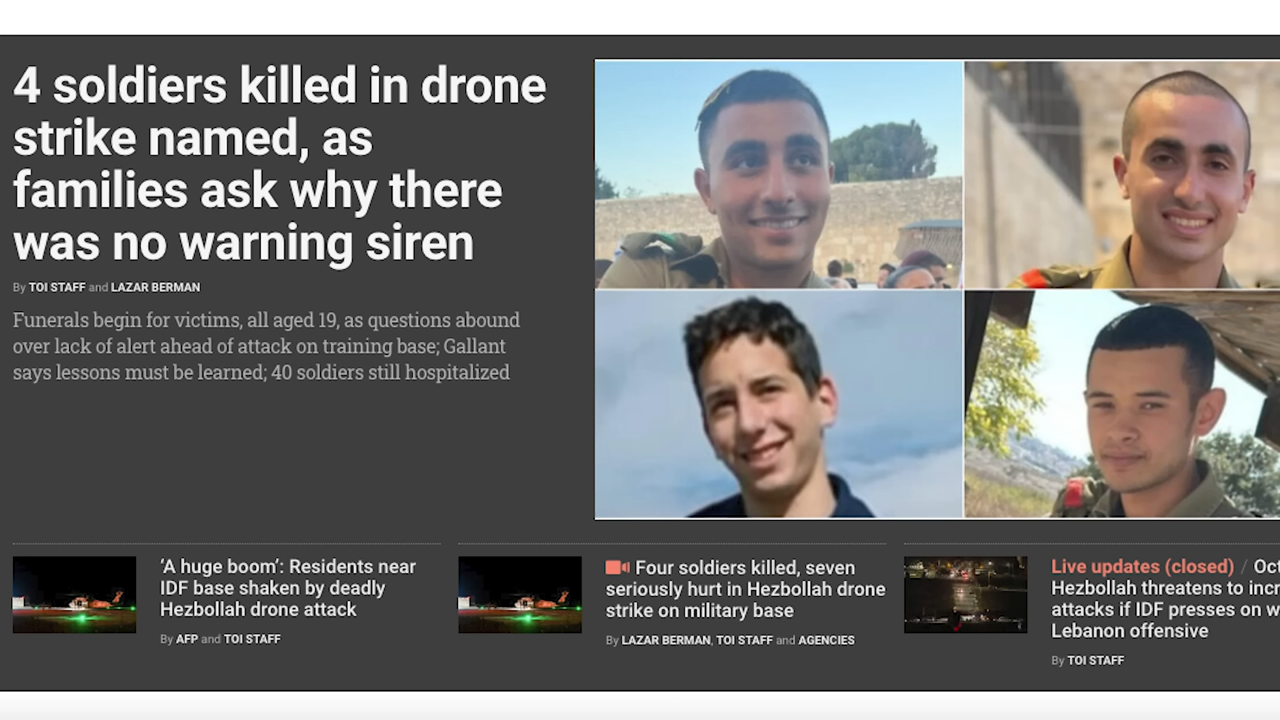 4 soldiers killed in drone
strike named, as
families ask why there
was no warning siren
By TOI STAFF and LAZAR BERMAN
Funerals begin for victims, all aged 19, as questions abound
over lack of alert ahead of attack on training base; Gallant
says lessons must be learned; 40 soldiers still hospitalized
‘A huge boom’: Residents near
IDF base shaken by deadly
Hezbollah drone attack
By AFP and TOI STAFF
Four soldiers killed, seven
seriously hurt in Hezbollah drone
strike on military base
By LAZAR BERMAN, TOI STAFF and AGENCIES
Live updates (closed) / Oct
Hezbollah threatens to incr
attacks if IDF presses on w
Lebanon offensive
By TOI STAFF